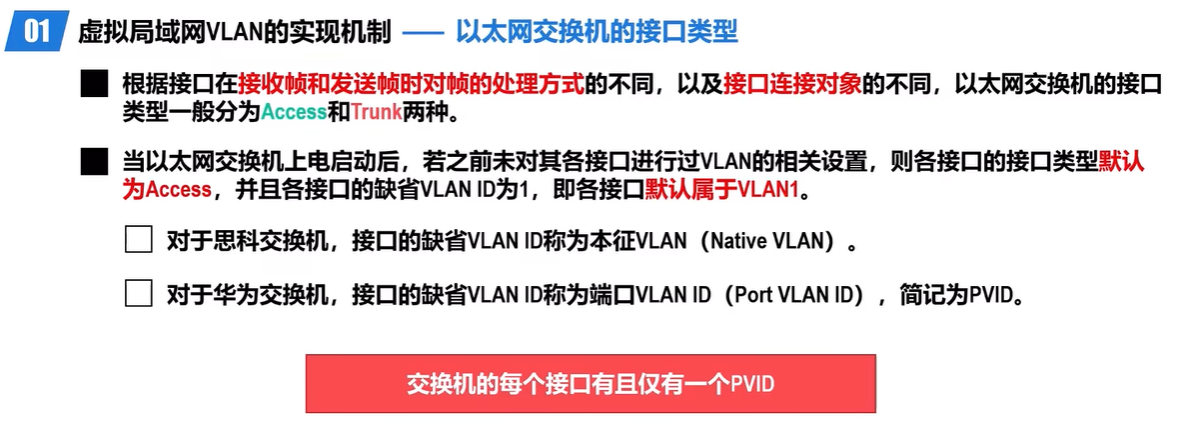 01 虚拟局域网VLAN的实现机制 —— 以太网交换机的接口类型
根据接口在接收帧和发送帧时对帧的处理方式的不同，以及接口连接对象的不同，以太网交换机的接口
类型一般分为Access和Trunk两种。
当以太网交换机上电启动后，若之前未对其各接口进行过VLAN的相关设置，则各接口的接口类型默认
为Access，并且各接口的缺省VLAN ID为1，即各接口默认属于VLAN1。
对于思科交换机，接口的缺省VLAN ID称为本征VLAN（Native VLAN）。
对于华为交换机，接口的缺省VLAN ID称为端口VLAN ID（Port VLAN ID），简记为PVID。
交换机的每个接口有且仅有一个PVID